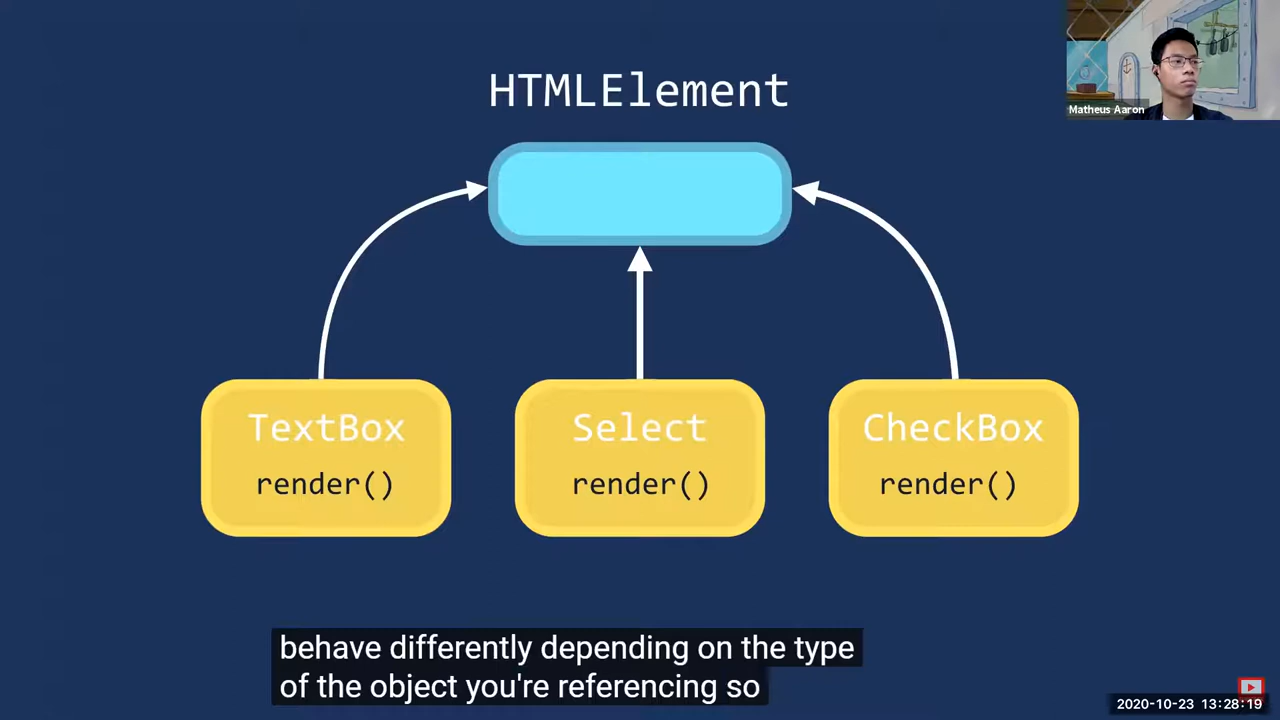 HTMLElement
Matheus Aaron
TextBox
Select
CheckBox
render()
render()
render()
behave differently depending on the type
of the object you're referencing so
2020-10-23 13:28:19